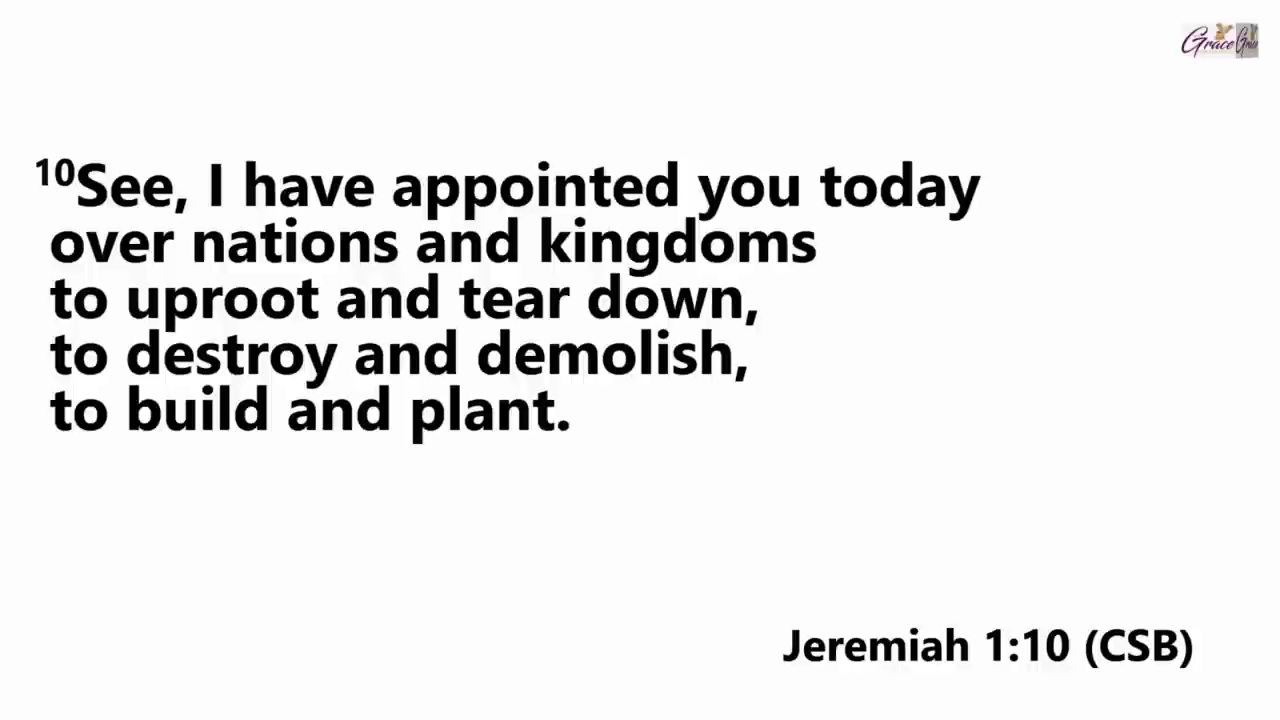 Grace
¹⁰See, I have appointed you today
over nations and kingdoms
to uproot and tear down,
to destroy and demolish,
to build and plant.
Jeremiah 1:10 (CSB)